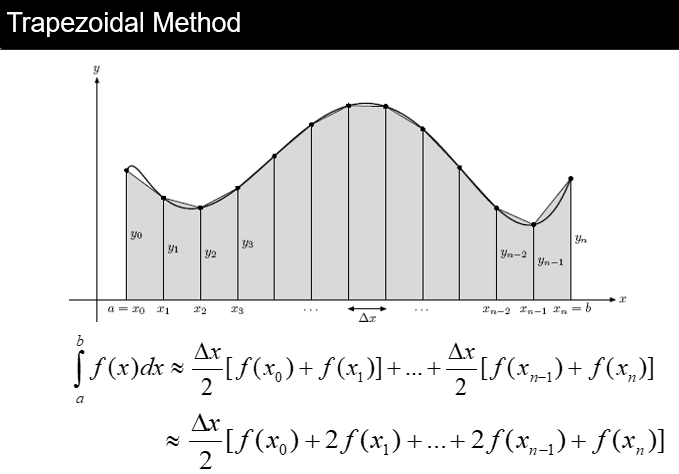 Trapezoidal Method
y
y₀
y₁
y₂
y₃
yₙ₋₂
yₙ₋₁
yₙ
a = x₀ x₁ x₂ x₃ ... Δx ... xₙ₋₂ xₙ₋₁ xₙ = b x
∫ₐᵇ f(x)dx ≈ Δx/2 [f(x₀) + f(x₁)] + ... + Δx/2 [f(xₙ₋₁) + f(xₙ)]
≈ Δx/2 [f(x₀) + 2f(x₁) + ... + 2f(xₙ₋₁) + f(xₙ)]